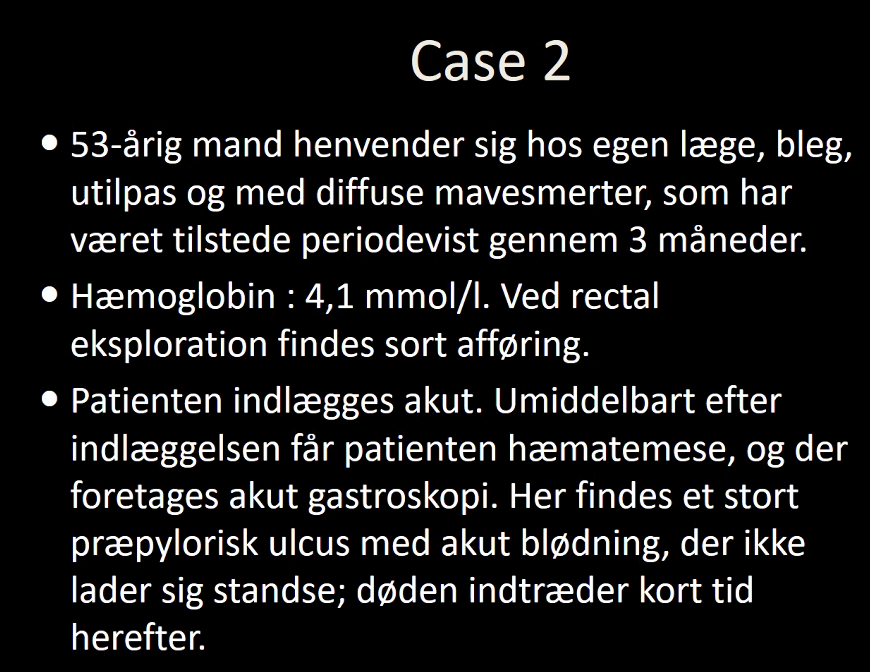 Case 2
• 53-årig mand henvender sig hos egen læge, bleg,
utilpas og med diffuse mavesmerter, som har
været tilstede periodevist gennem 3 måneder.
• Hæmoglobin : 4,1 mmol/l. Ved rectal
eksploration findes sort afføring.
• Patienten indlægges akut. Umiddelbart efter
indlæggelsen får patienten hæmatemese, og der
foretages akut gastroskopi. Her findes et stort
præpylorisk ulcus med akut blødning, der ikke
lader sig standse; døden indtræder kort tid
herefter.